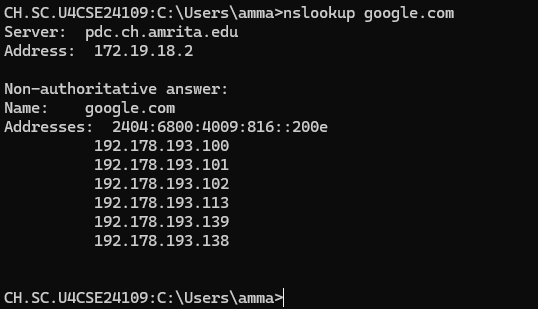 CH.SC.U4CSE24109:C:\Users\amma>nslookup google.com
Server:  pdc.ch.amrita.edu
Address:  172.19.18.2

Non-authoritative answer:
Name:    google.com
Addresses:  2404:6800:4009:816::200e
          192.178.193.100
          192.178.193.101
          192.178.193.102
          192.178.193.113
          192.178.193.139
          192.178.193.138

CH.SC.U4CSE24109:C:\Users\amma>